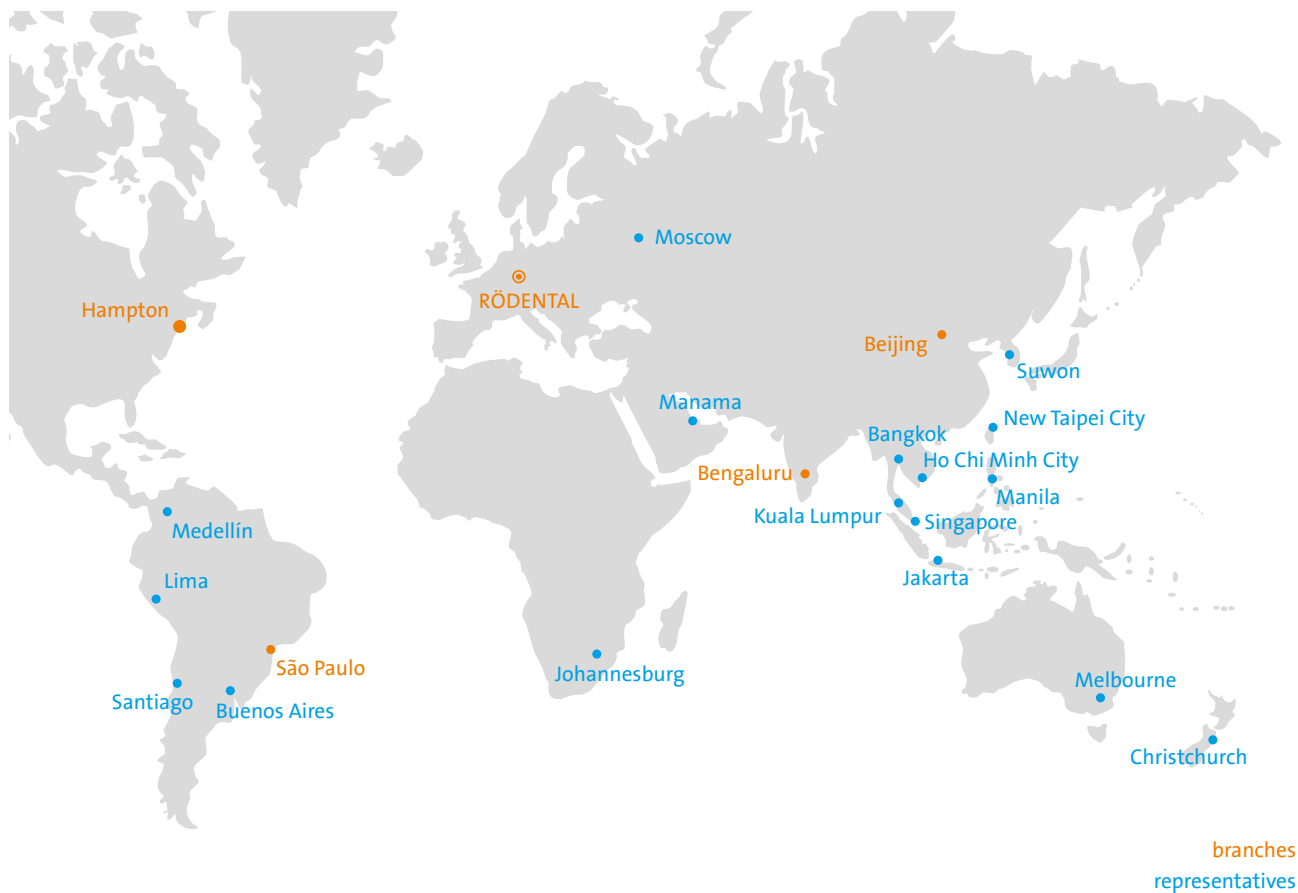 Moscow
RÖDENTAL
Hampton
Beijing
Suwon
Manama
New Taipei City
Bangkok
Ho Chi Minh City
Bengaluru
Manila
Kuala Lumpur
Singapore
Medellín
Jakarta
Lima
São Paulo
Johannesburg
Melbourne
Santiago
Buenos Aires
Christchurch
branches
representatives